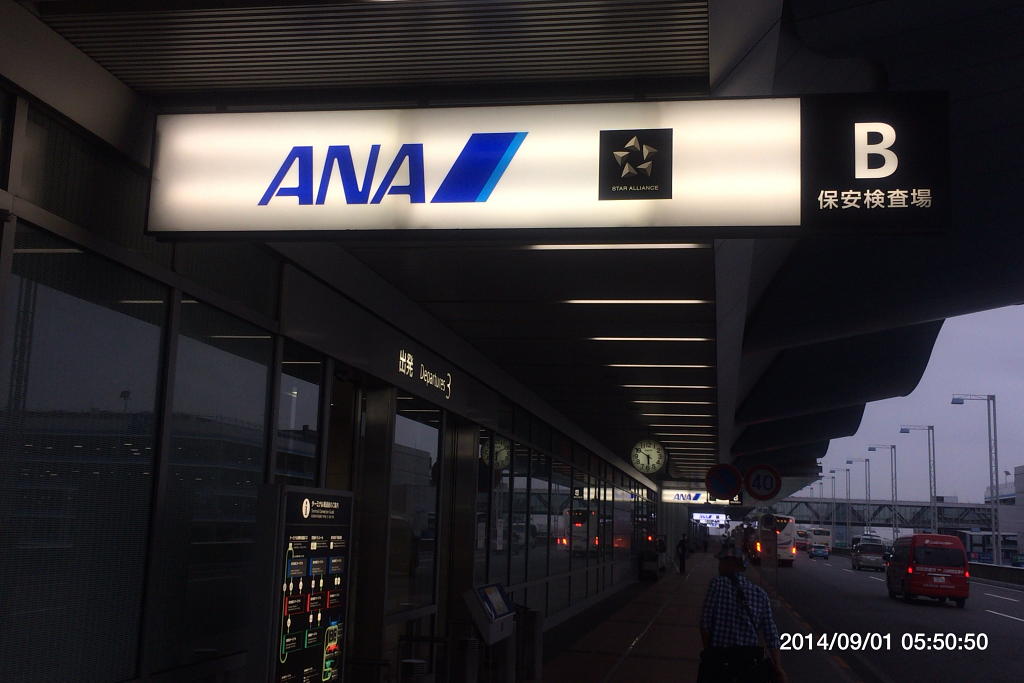 ANA
STAR ALLIANCE
B
保安検査場
出発 Departures 3
ANA
40
2014/09/01 05:50:50